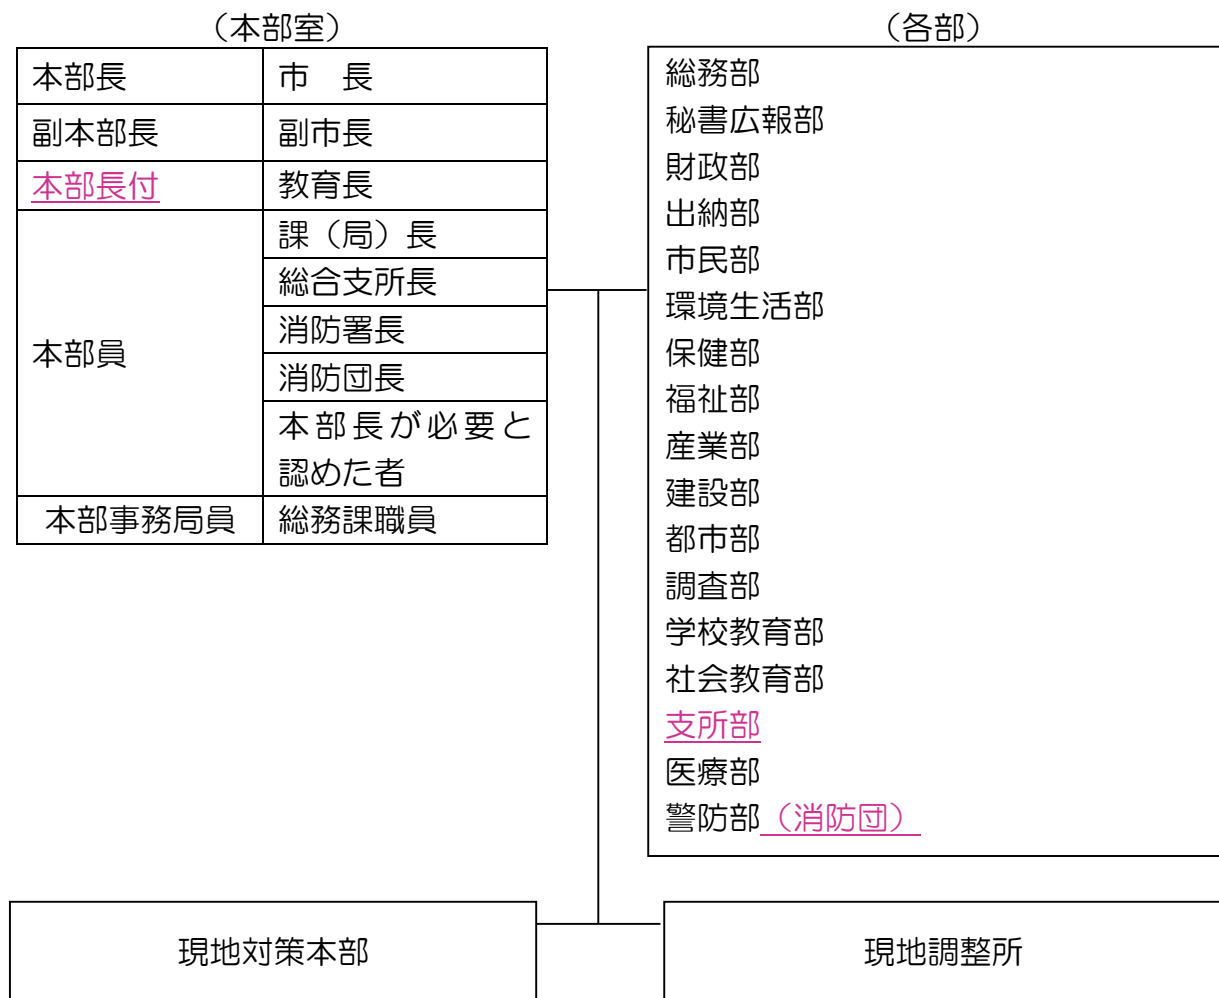 （本部室）
本部長 市　長
副本部長 副市長
本部長付 教育長
本部員 課（局）長
総合支所長
消防署長
消防団長
本部長が必要と
認めた者
本部事務局員 総務課職員
（各部）
総務部
秘書広報部
財政部
出納部
市民部
環境生活部
保健部
福祉部
産業部
建設部
都市部
調査部
学校教育部
社会教育部
支所部
医療部
警防部（消防団）
現地対策本部
現地調整所